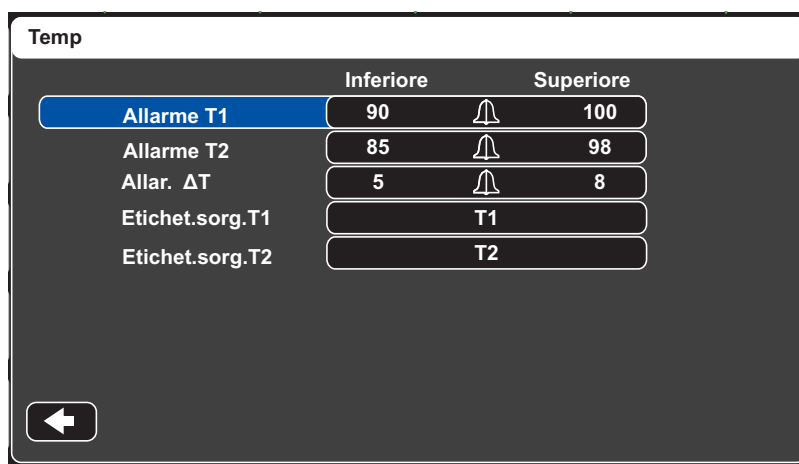 Temp
Inferiore Superiore
Allarme T1 90 100
Allarme T2 85 98
Allar. ΔT 5 8
Etichet.sorg.T1 T1
Etichet.sorg.T2 T2